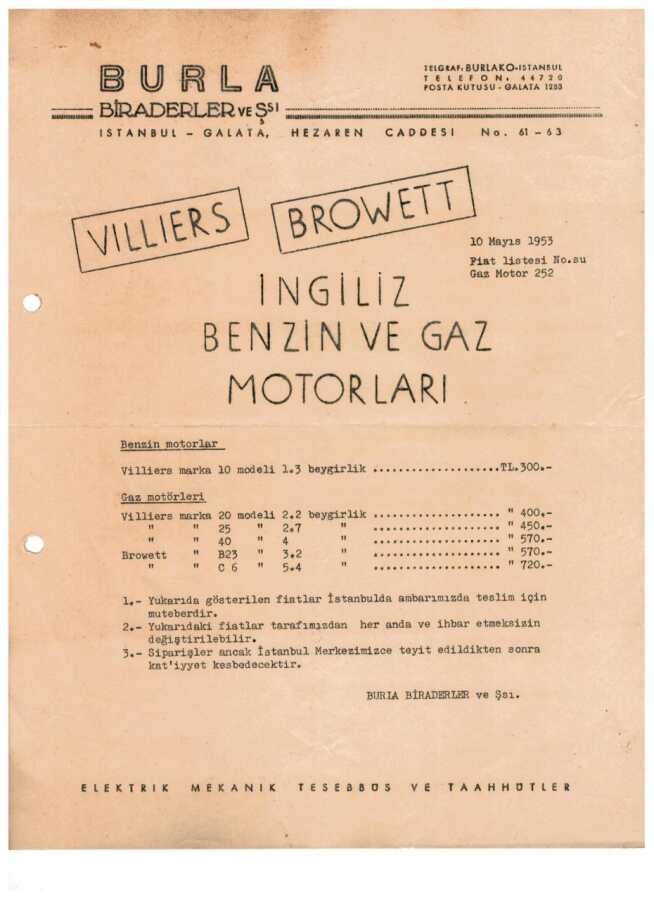 BURLA
BİRADERLER VE ŞSI
TELGRAF: BURLAKO-ISTANBUL
TELEFON: 44720
POSTA KUTUSU - GALATA 1283
ISTANBUL - GALATA, HEZAREN CADDESI No. 61 - 63
VILLIERS
BROWETT
10 Mayıs 1953
Fiat listesi No.su
Gaz Motor 252
İNGİLİZ
BENZİN VE GAZ
MOTORLARI
Benzin motorlar
Villiers marka 10 modeli 1.3 beygirlik ...................TL.300.-
Gaz motörleri
Villiers marka 20 modeli 2.2 beygirlik ................... " 400.-
" " 25 " 2.7 " ................... " 450.-
" " 40 " 4 " ................... " 570.-
Browett " B23 " 3.2 " ................... " 570.-
" " C 6 " 5.4 " ................... " 720.-
1.- Yukarıda gösterilen fiatlar İstanbulda ambarımızda teslim için
muteberdir.
2.- Yukarıdaki fiatlar tarafımızdan her anda ve ihbar etmeksizin
değiştirilebilir.
3.- Siparişler ancak İstanbul Merkezimizce teyit edildikten sonra
kat'iyyet kesbedecektir.
BURLA BİRADERLER ve Şsı.
ELEKTRIK MEKANIK TESEBBÜS VE TAAHHÜTLER